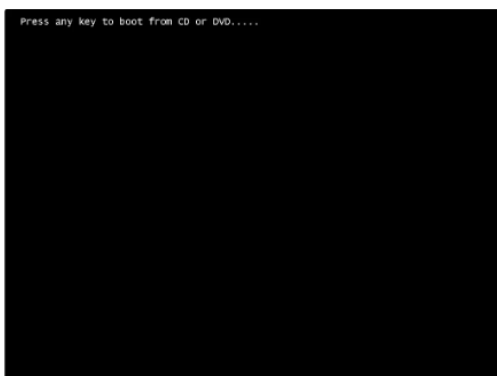 Press any key to boot from CD or DVD.....